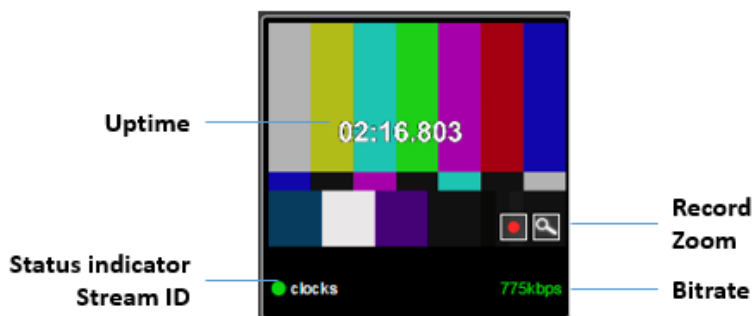 Uptime
02:16.803
Record
Zoom
Status indicator
Stream ID
clocks
775kbps
Bitrate